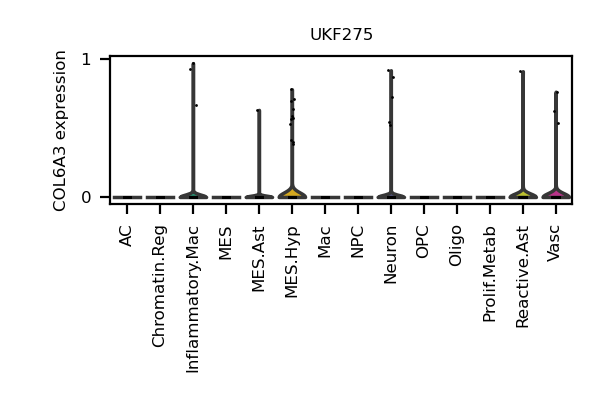 UKF275
COL6A3 expression
1
0
AC
Chromatin.Reg
Inflammatory.Mac
MES
MES.Ast
MES.Hyp
Mac
NPC
Neuron
OPC
Oligo
Prolif.Metab
Reactive.Ast
Vasc